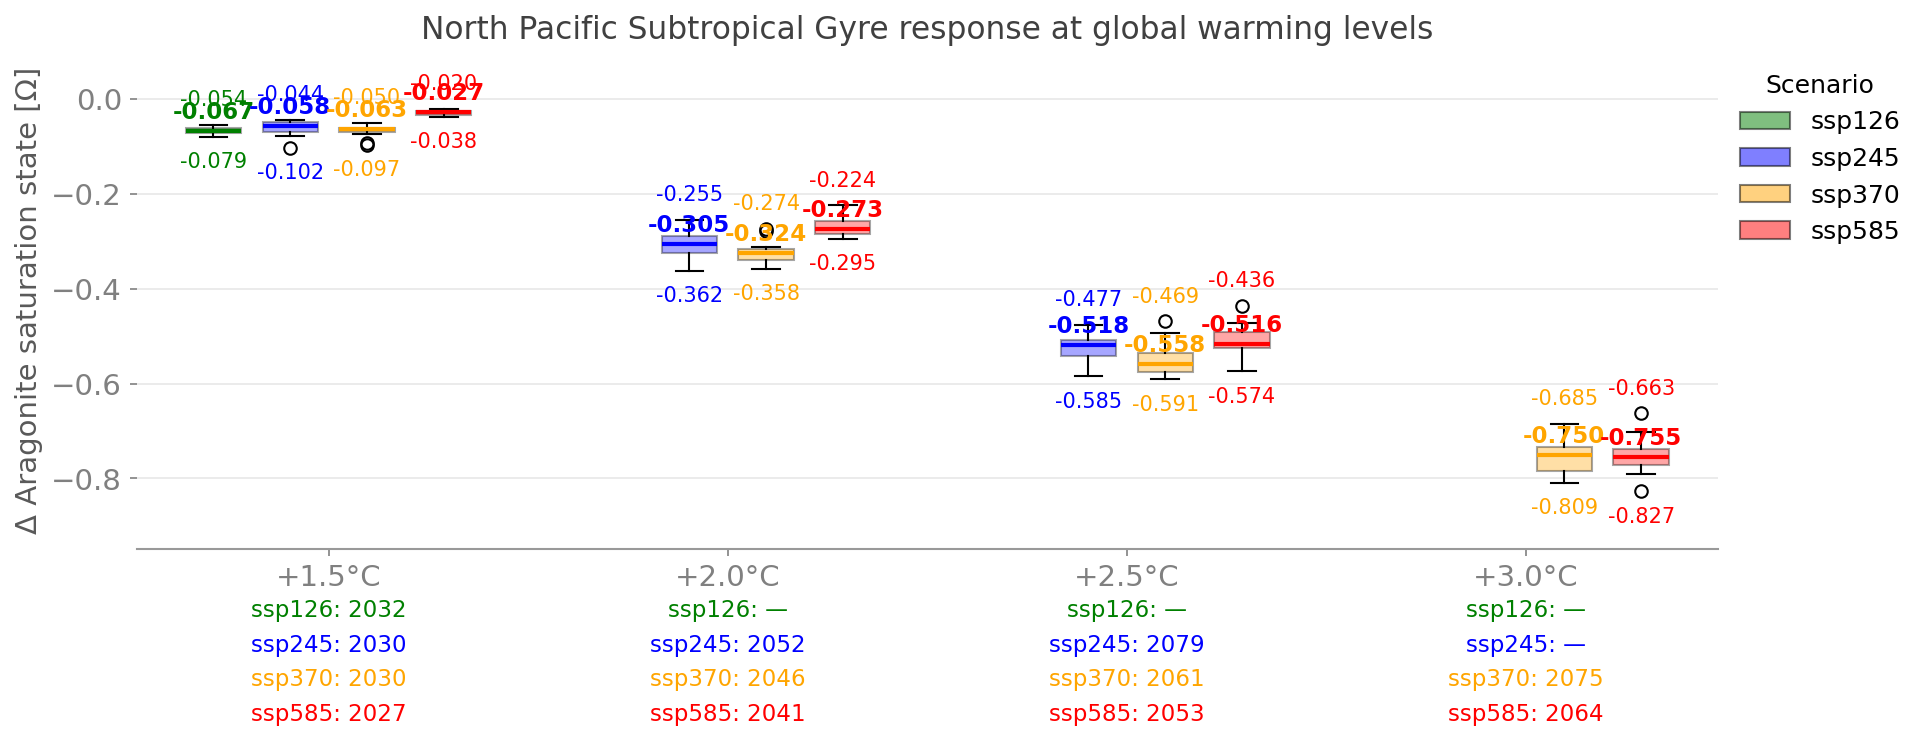 North Pacific Subtropical Gyre response at global warming levels
Δ Aragonite saturation state [Ω]
0.0
−0.2
−0.4
−0.6
−0.8
-0.054
-0.067
-0.079
-0.044
-0.058
-0.102
-0.050
-0.063
-0.097
-0.020
-0.027
-0.038
-0.255
-0.305
-0.362
-0.274
-0.324
-0.358
-0.224
-0.273
-0.295
-0.477
-0.518
-0.585
-0.469
-0.558
-0.591
-0.436
-0.516
-0.574
-0.685
-0.750
-0.809
-0.663
-0.755
-0.827
Scenario
ssp126
ssp245
ssp370
ssp585
+1.5°C
ssp126: 2032
ssp245: 2030
ssp370: 2030
ssp585: 2027
+2.0°C
ssp126: —
ssp245: 2052
ssp370: 2046
ssp585: 2041
+2.5°C
ssp126: —
ssp245: 2079
ssp370: 2061
ssp585: 2053
+3.0°C
ssp126: —
ssp245: —
ssp370: 2075
ssp585: 2064